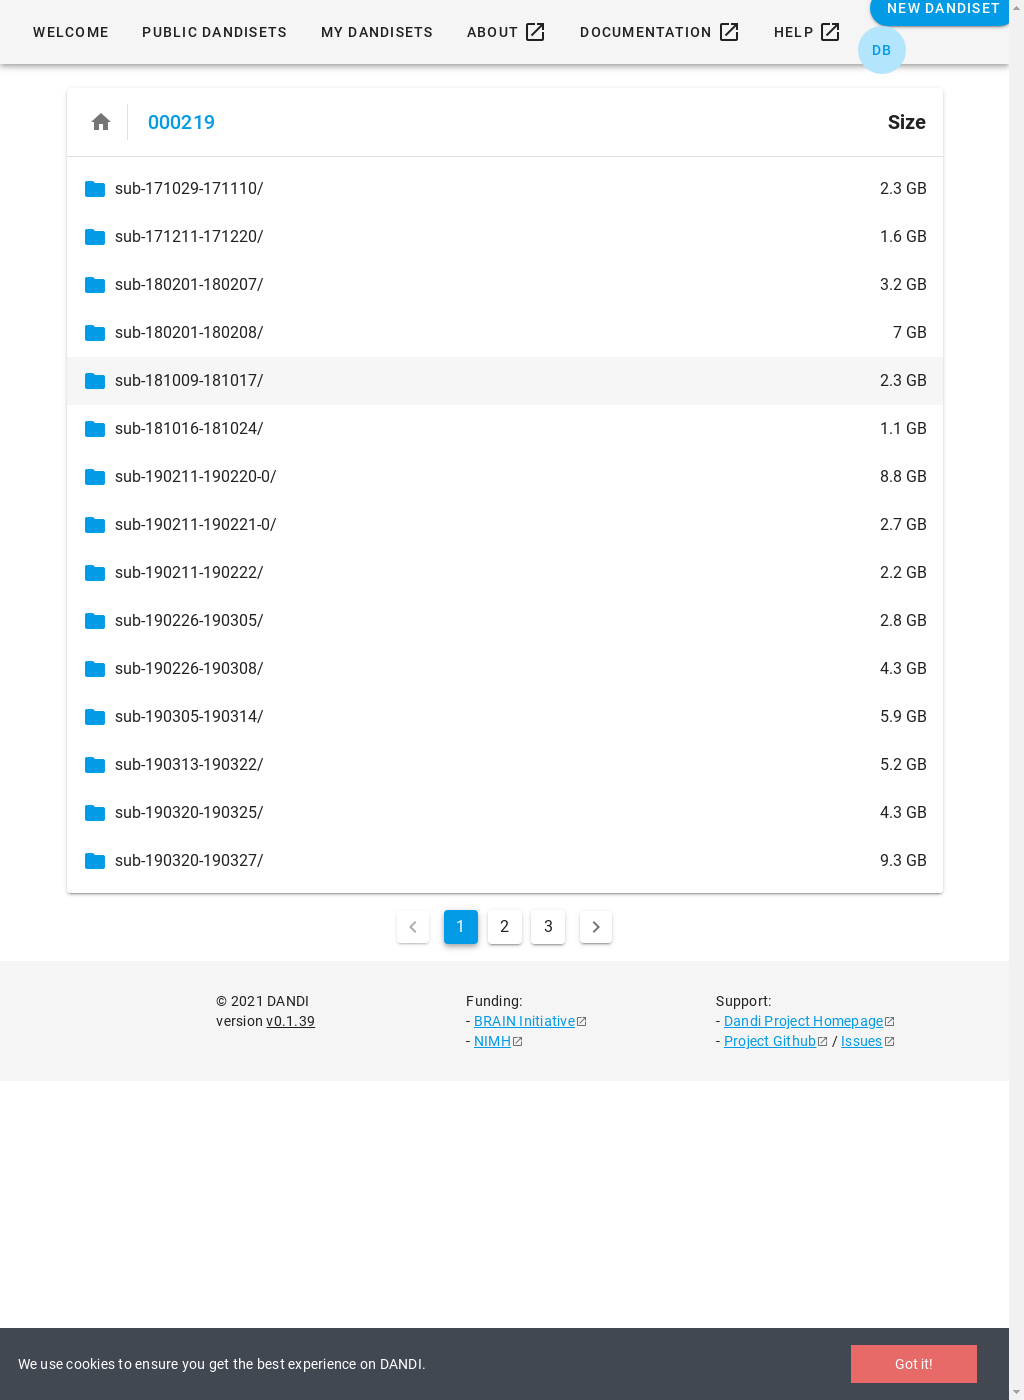 WELCOME PUBLIC DANDISETS MY DANDISETS ABOUT DOCUMENTATION HELP NEW DANDISET
DB
000219 Size
sub-171029-171110/ 2.3 GB
sub-171211-171220/ 1.6 GB
sub-180201-180207/ 3.2 GB
sub-180201-180208/ 7 GB
sub-181009-181017/ 2.3 GB
sub-181016-181024/ 1.1 GB
sub-190211-190220-0/ 8.8 GB
sub-190211-190221-0/ 2.7 GB
sub-190211-190222/ 2.2 GB
sub-190226-190305/ 2.8 GB
sub-190226-190308/ 4.3 GB
sub-190305-190314/ 5.9 GB
sub-190313-190322/ 5.2 GB
sub-190320-190325/ 4.3 GB
sub-190320-190327/ 9.3 GB
1 2 3
© 2021 DANDI Funding: Support:
version v0.1.39 - BRAIN Initiative - Dandi Project Homepage
- NIMH - Project Github / Issues
We use cookies to ensure you get the best experience on DANDI. Got it!